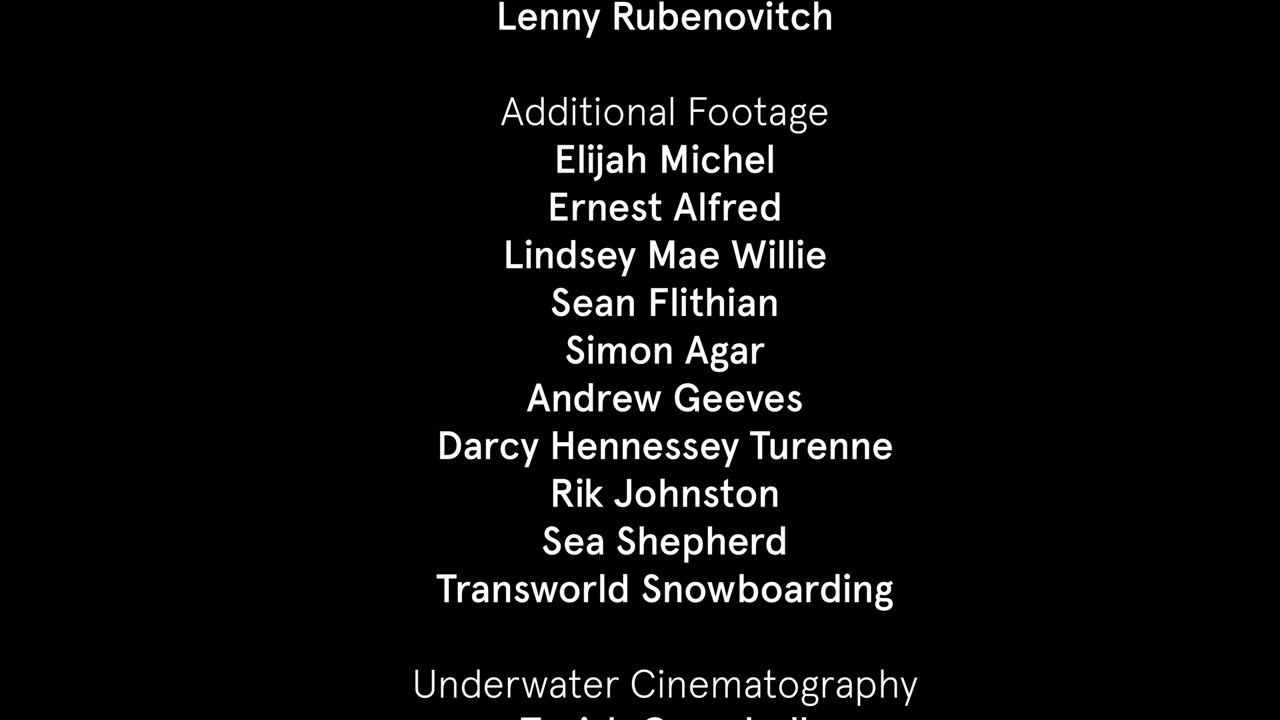 Lenny Rubenovitch
Additional Footage
Elijah Michel
Ernest Alfred
Lindsey Mae Willie
Sean Flithian
Simon Agar
Andrew Geeves
Darcy Hennessey Turenne
Rik Johnston
Sea Shepherd
Transworld Snowboarding
Underwater Cinematography